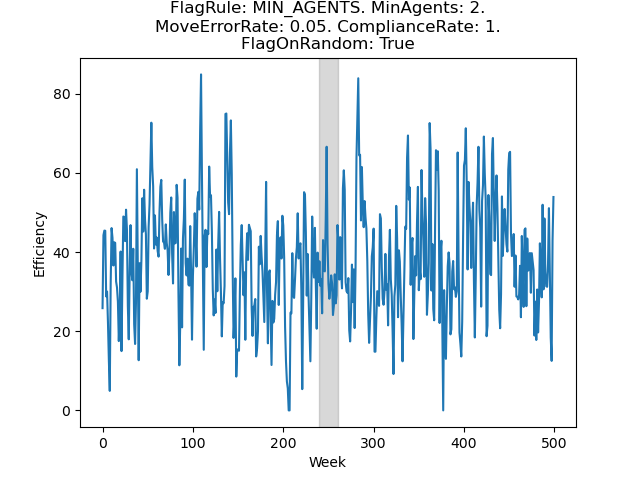 FlagRule: MIN_AGENTS. MinAgents: 2.
MoveErrorRate: 0.05. ComplianceRate: 1.
FlagOnRandom: True
80
60
40
20
0
Efficiency
0 100 200 300 400 500
Week